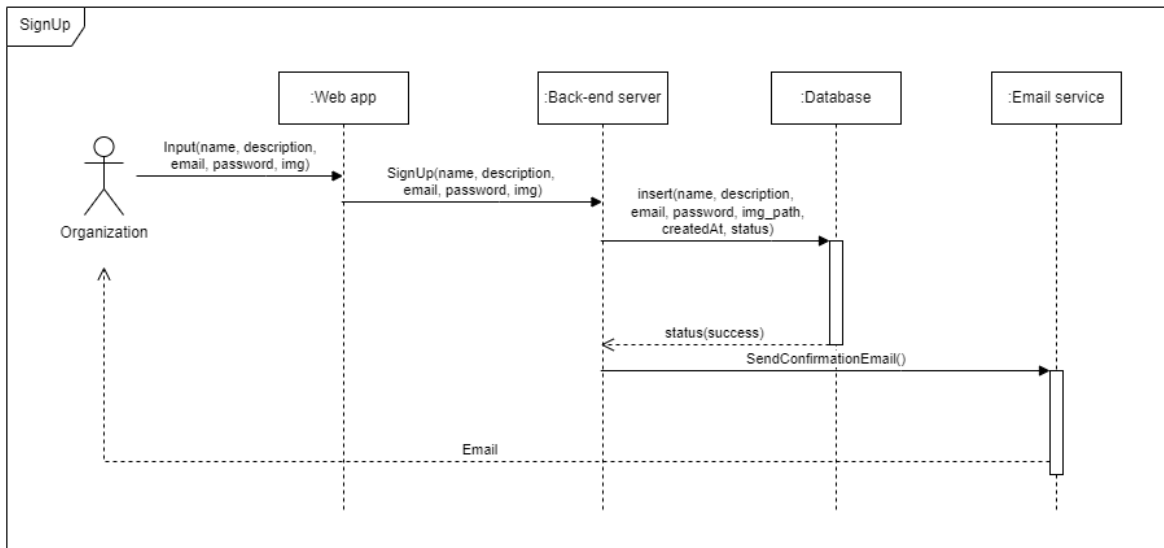 SignUp
:Web app
:Back-end server
:Database
:Email service
Input(name, description,
email, password, img)
SignUp(name, description,
email, password, img)
insert(name, description,
email, password, img_path,
createdAt, status)
Organization
status(success)
SendConfirmationEmail()
Email